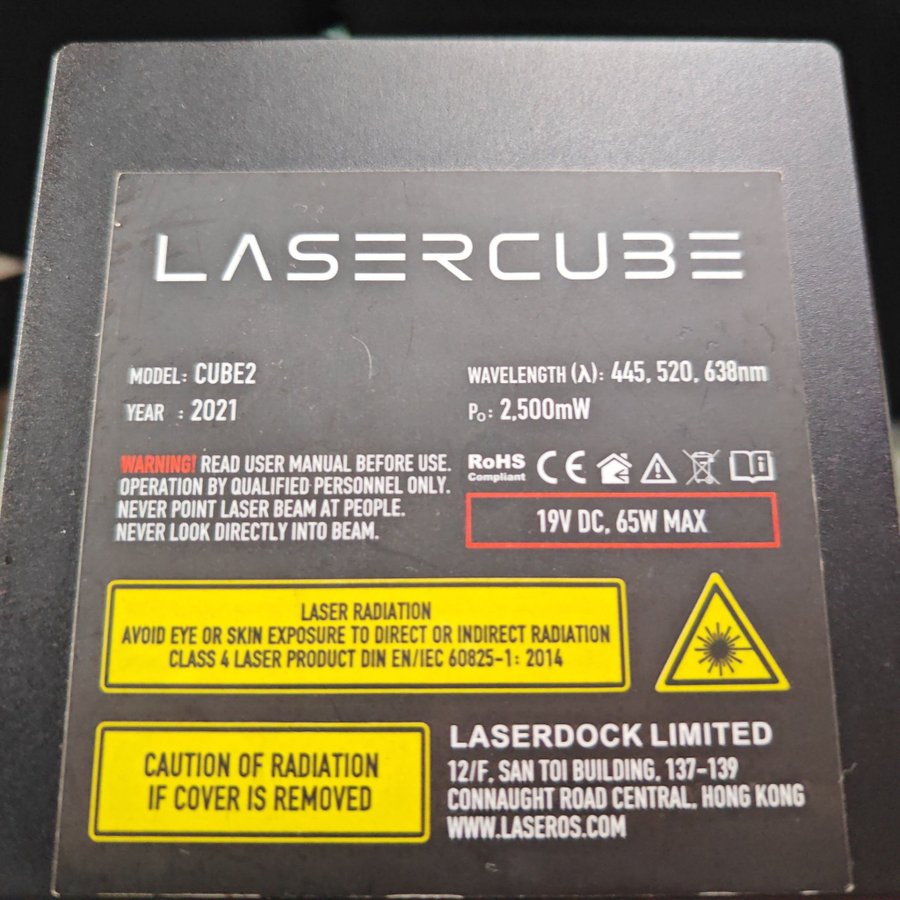 LASERCUBE
MODEL: CUBE2
YEAR : 2021
WAVELENGTH (λ): 445, 520, 638nm
Po: 2,500mW
WARNING! READ USER MANUAL BEFORE USE.
OPERATION BY QUALIFIED PERSONNEL ONLY.
NEVER POINT LASER BEAM AT PEOPLE.
NEVER LOOK DIRECTLY INTO BEAM.
RoHS
Compliant
CE
19V DC, 65W MAX
LASER RADIATION
AVOID EYE OR SKIN EXPOSURE TO DIRECT OR INDIRECT RADIATION
CLASS 4 LASER PRODUCT DIN EN/IEC 60825-1: 2014
CAUTION OF RADIATION
IF COVER IS REMOVED
LASERDOCK LIMITED
12/F, SAN TOI BUILDING, 137-139
CONNAUGHT ROAD CENTRAL, HONG KONG
WWW.LASEROS.COM